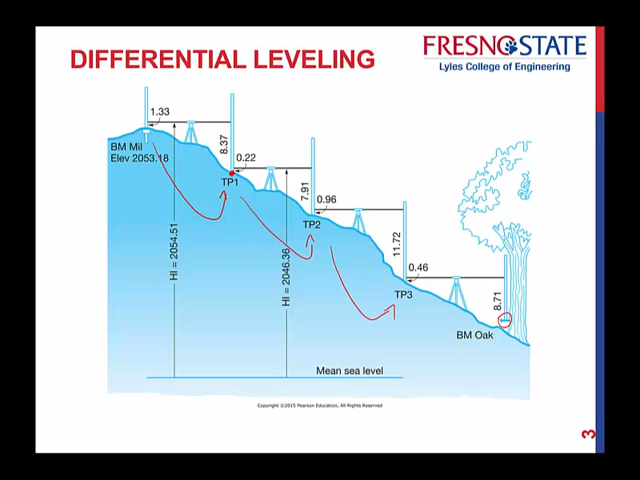 DIFFERENTIAL LEVELING
FRESNO STATE
Lyles College of Engineering
1.33
BM Mil
Elev 2053.18
8.37
0.22
TP1
7.91
0.96
TP2
HI = 2054.51
HI = 2046.36
11.72
0.46
TP3
8.71
BM Oak
Mean sea level
Copyright ©2015 Pearson Education, All Rights Reserved
3